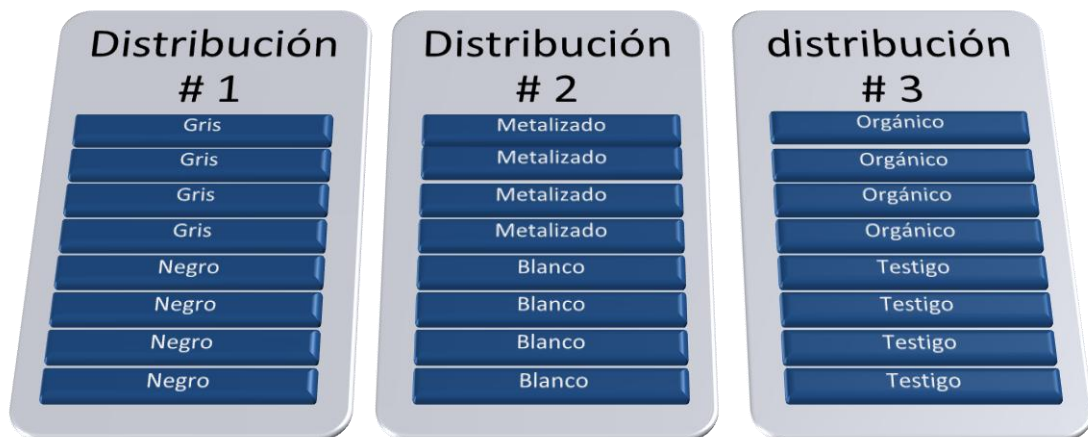 Distribución
# 1
Gris
Gris
Gris
Gris
Negro
Negro
Negro
Negro
Distribución
# 2
Metalizado
Metalizado
Metalizado
Metalizado
Blanco
Blanco
Blanco
Blanco
distribución
# 3
Orgánico
Orgánico
Orgánico
Orgánico
Testigo
Testigo
Testigo
Testigo